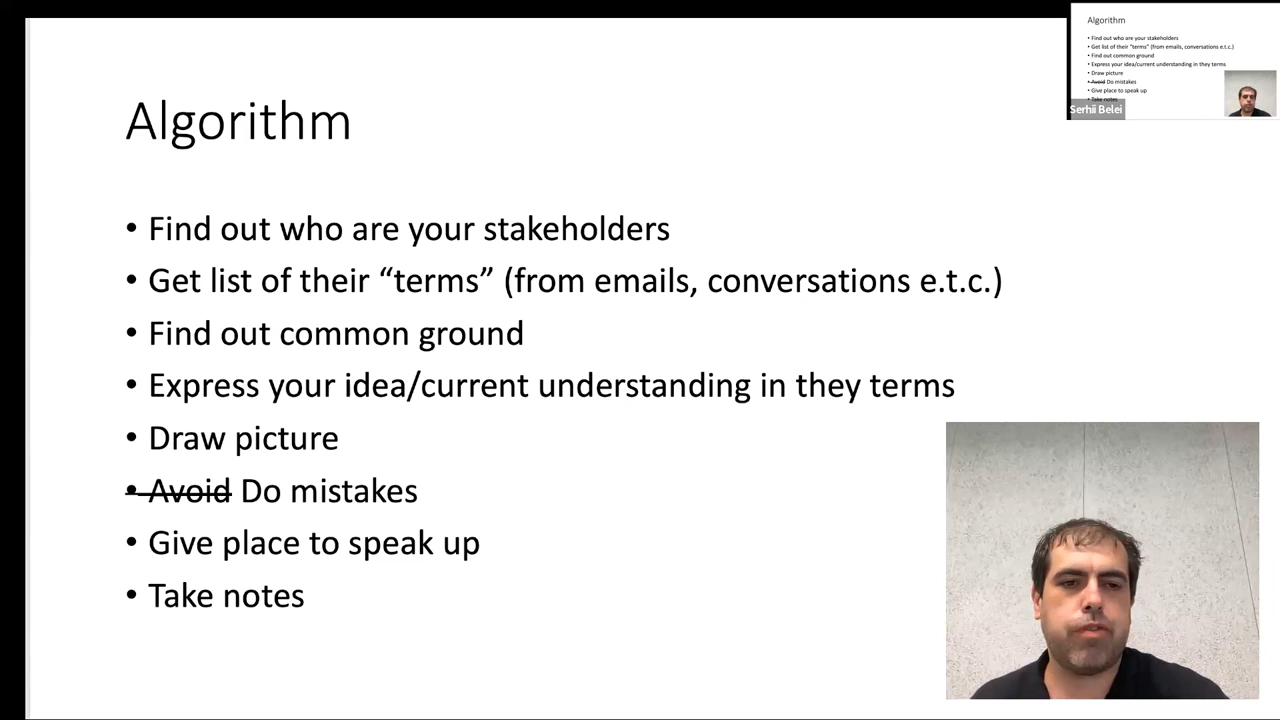 Algorithm
• Find out who are your stakeholders
• Get list of their “terms” (from emails, conversations e.t.c.)
• Find out common ground
• Express your idea/current understanding in they terms
• Draw picture
• Avoid Do mistakes
• Give place to speak up
• Take notes
Algorithm
• Find out who are your stakeholders
• Get list of their “terms” (from emails, conversations e.t.c.)
• Find out common ground
• Express your idea/current understanding in they terms
• Draw picture
• Avoid Do mistakes
• Give place to speak up
• Take notes
Serhii Belei